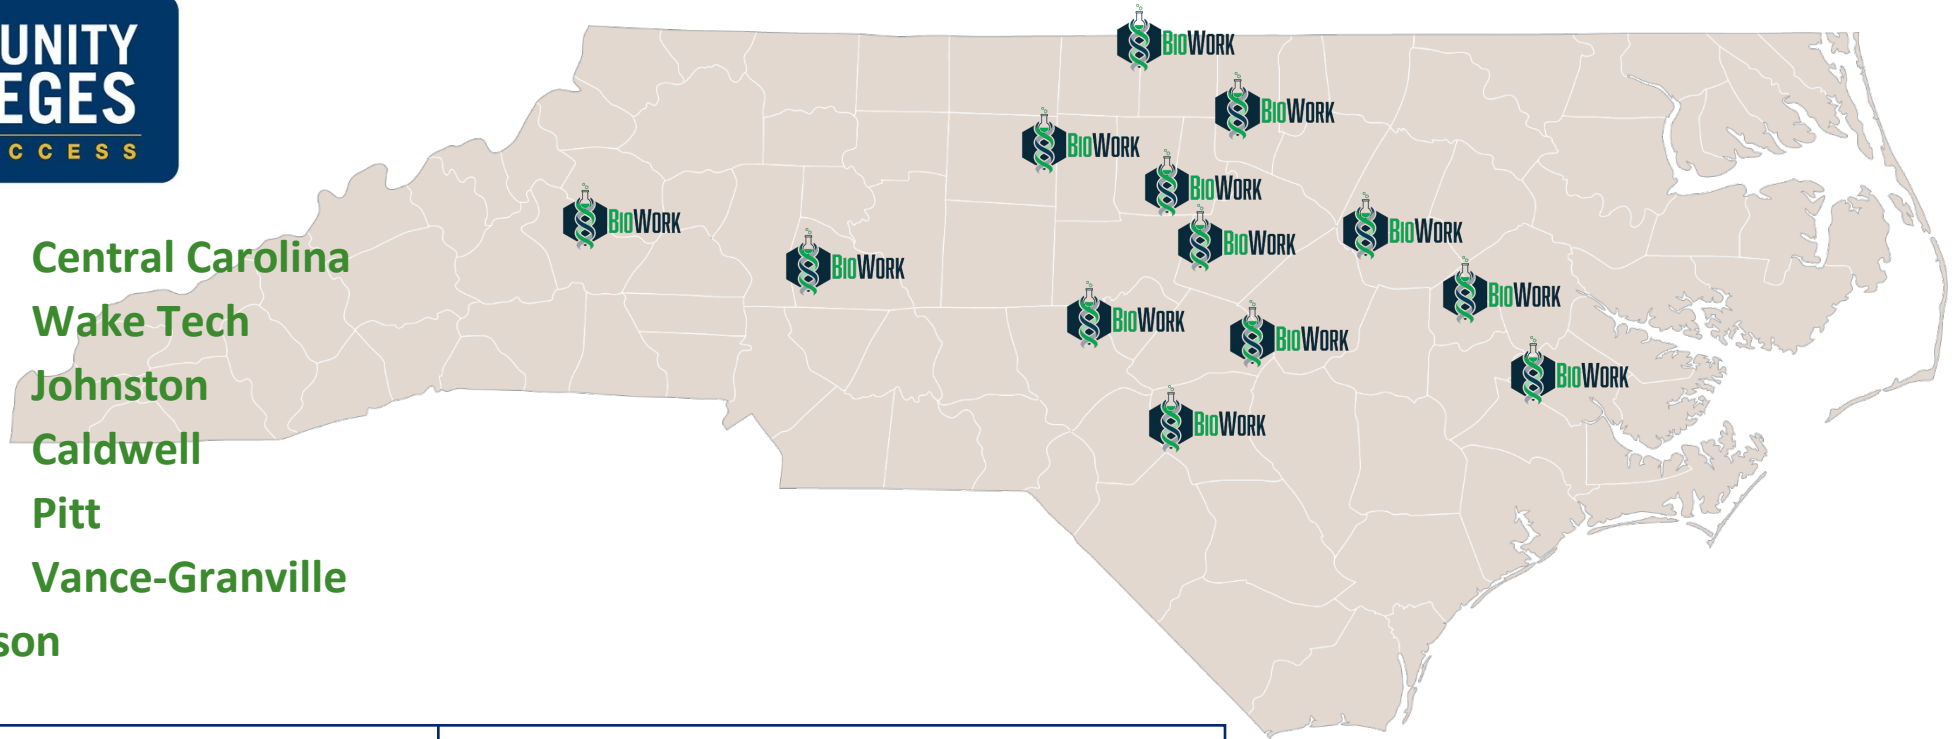 UNITY
EGES
CCESS
Central Carolina
Wake Tech
Johnston
Caldwell
Pitt
Vance-Granville
son
BIOWORK
BIOWORK
BIOWORK
BIOWORK
BIOWORK
BIOWORK
BIOWORK
BIOWORK
BIOWORK
BIOWORK
BIOWORK
BIOWORK
BIOWORK